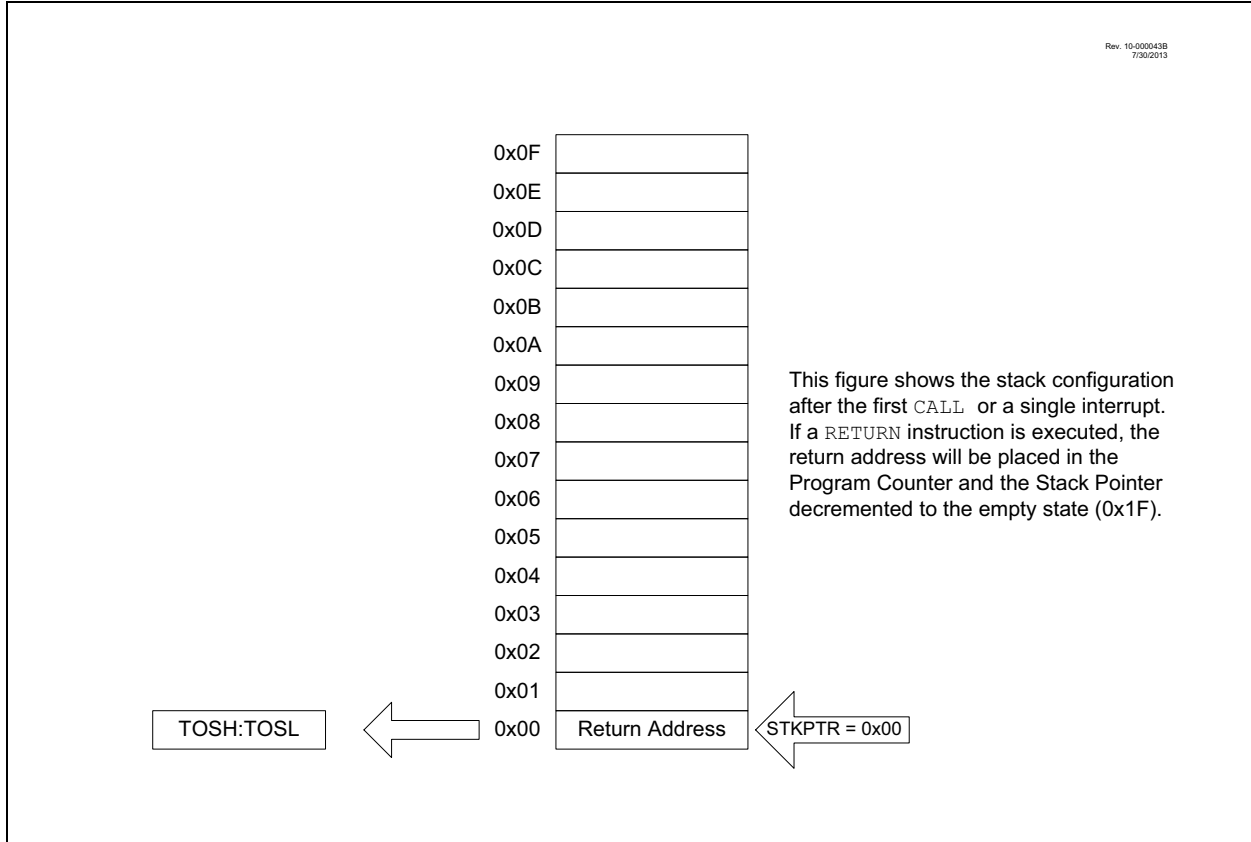 Rev. 10-000043B
7/30/2013
0x0F
0x0E
0x0D
0x0C
0x0B
0x0A
0x09
0x08
0x07
0x06
0x05
0x04
0x03
0x02
0x01
TOSH:TOSL
0x00
Return Address
STKPTR = 0x00
This figure shows the stack configuration
after the first CALL or a single interrupt.
If a RETURN instruction is executed, the
return address will be placed in the
Program Counter and the Stack Pointer
decremented to the empty state (0x1F).